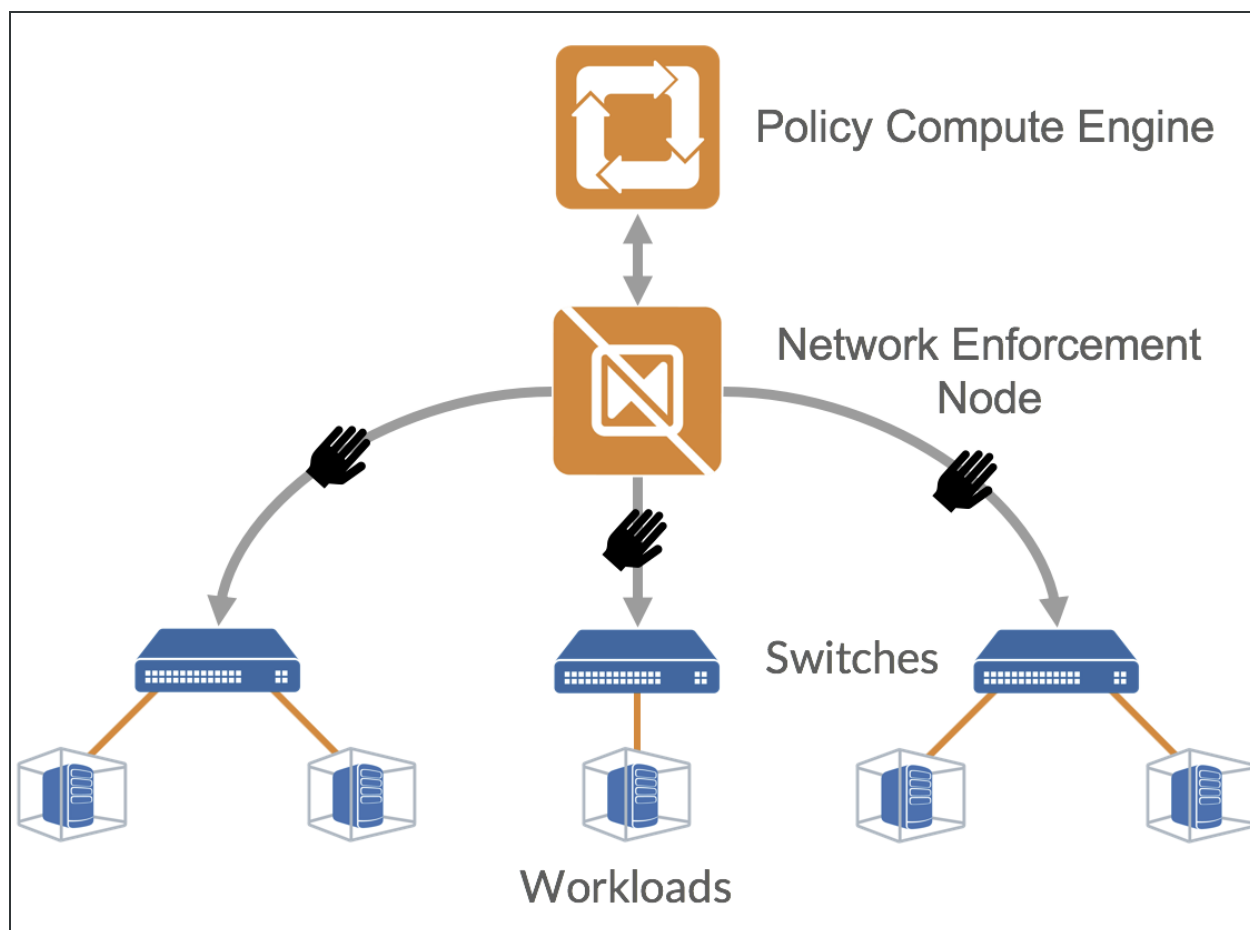 Policy Compute Engine
Network Enforcement
Node
Switches
Workloads